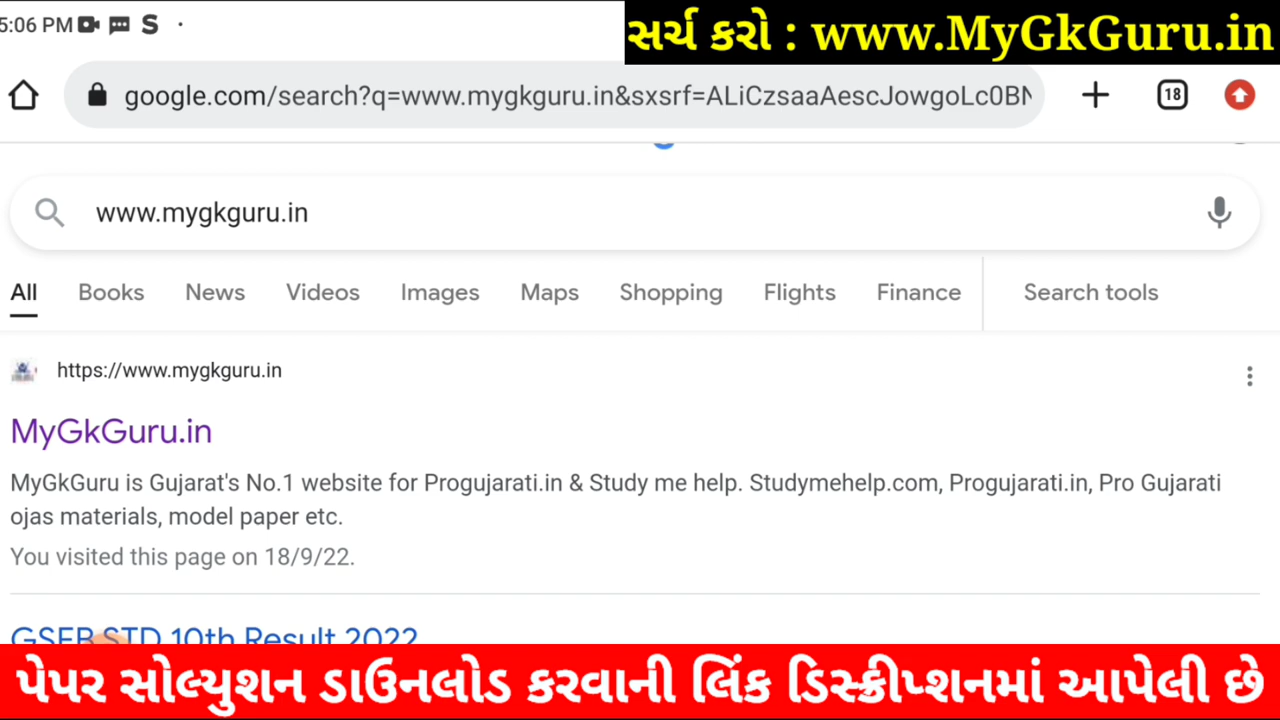 5:06 PM S
સર્ચ કરો : www.MyGkGuru.in
google.com/search?q=www.mygkguru.in&sxsrf=ALiCzsaaAescJowgoLc0BN
18
www.mygkguru.in
All Books News Videos Images Maps Shopping Flights Finance Search tools
https://www.mygkguru.in
MyGkGuru.in
MyGkGuru is Gujarat's No.1 website for Progujarati.in & Study me help. Studymehelp.com, Progujarati.in, Pro Gujarati
ojas materials, model paper etc.
You visited this page on 18/9/22.
GSEB STD 10th Result 2022
પેપર સોલ્યુશન ડાઉનલોડ કરવાની લિંક ડિસ્ક્રીપ્શનમાં આપેલી છે